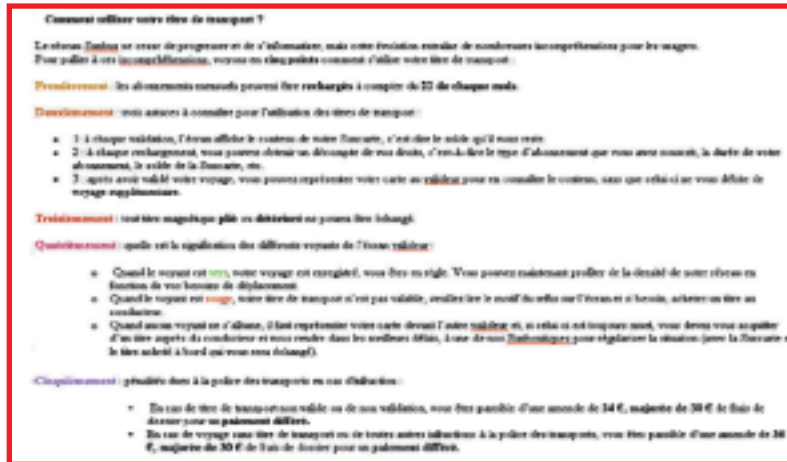 Comment utiliser votre titre de transport ?
Le réseau ne cesse de progresser et de s'informatiser, mais cette évolution entraîne de nombreuses incompréhensions pour les usagers.
Pour pallier à ces incompréhensions, voyons en cinq points comment s'utilise votre titre de transport :
Premièrement : les abonnements mensuels peuvent être rechargés à compter du 22 de chaque mois.
Deuxièmement : trois astuces à connaître pour l'utilisation des titres de transport :
1 : à chaque validation, l'écran affiche le contenu de votre c'est-à-dire le solde qu'il vous reste.
2 : à chaque rechargement, vous pouvez obtenir un décompte de vos droits, c'est-à-dire le type d'abonnement que vous avez souscrit, la durée de votre
abonnement, le solde de la etc.
3 : après avoir validé votre voyage, vous pouvez représenter votre carte au valideur pour en connaître le contenu, sans que celui-ci ne vous débite de
voyage supplémentaire.
Troisièmement : tout titre magnétique plié ou détérioré ne pourra être échangé.
Quatrièmement : quelle est la signification des différents voyants de l'écran valideur :
Quand le voyant est vert, votre voyage est enregistré, vous êtes en règle. Vous pouvez maintenant profiter de la densité de notre réseau en
fonction de vos besoins de déplacement.
Quand le voyant est rouge, votre titre de transport n'est pas valable, veuillez lire le motif du refus sur l'écran et si besoin, acheter un titre au
conducteur.
Quand aucun voyant ne s'allume, il faut représenter votre carte devant l'autre valideur et, si celui-ci est toujours muet, vous devez vous acquitter
d'un titre auprès du conducteur et vous rendre dans les meilleurs délais, à une de nos pour régulariser la situation (avec la et
le titre acheté à bord qui vous sera échangé).
Cinquièmement : pénalités dues à la police des transports en cas d'infraction :
En cas de titre de transport non valide ou de non validation, vous êtes passible d'une amende de 34 €, majorée de 30 € de frais de
dossier pour un paiement différé.
En cas de voyage sans titre de transport ou de toutes autres infractions à la police des transports, vous êtes passible d'une amende de
€, majorée de 30 € de frais de dossier pour un paiement différé.